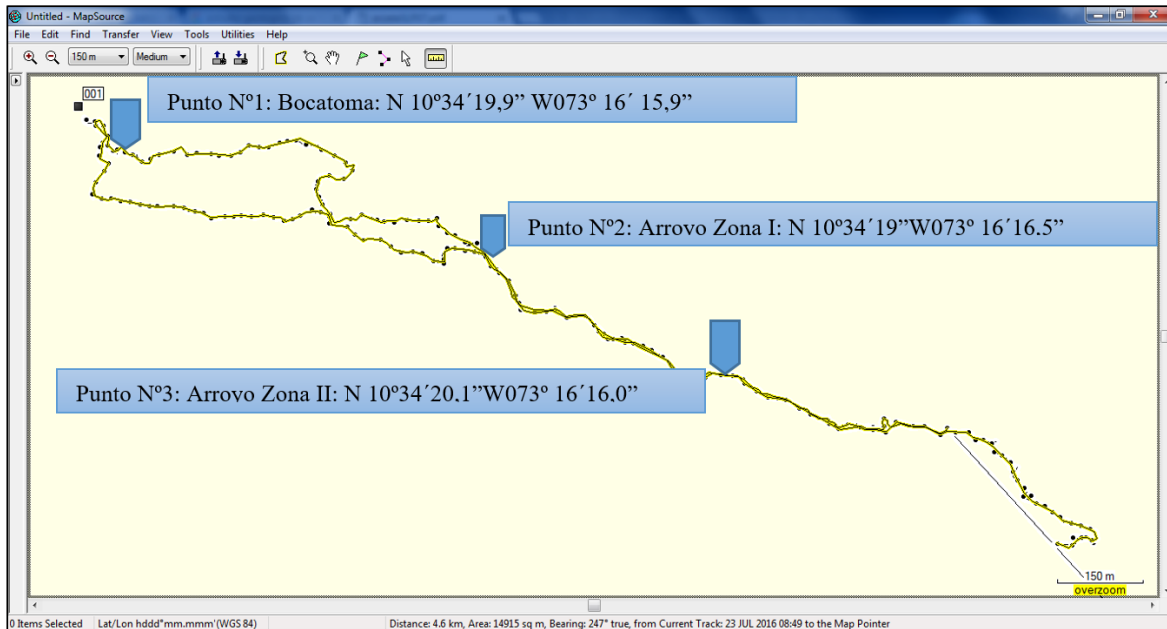 Untitled - MapSource
File Edit Find Transfer View Tools Utilities Help
150 m Medium
001
Punto Nº1: Bocatoma: N 10º34´19,9” W073º 16´ 15,9”
Punto Nº2: Arrovo Zona I: N 10º34´19”W073º 16´16.5”
Punto Nº3: Arrovo Zona II: N 10º34´20,1”W073º 16´16,0”
150 m
overzoom
0 Items Selected Lat/Lon hddd°mm.mmm'(WGS 84) Distance: 4.6 km, Area: 14915 sq m, Bearing: 247° true, from Current Track: 23 JUL 2016 08:49 to the Map Pointer